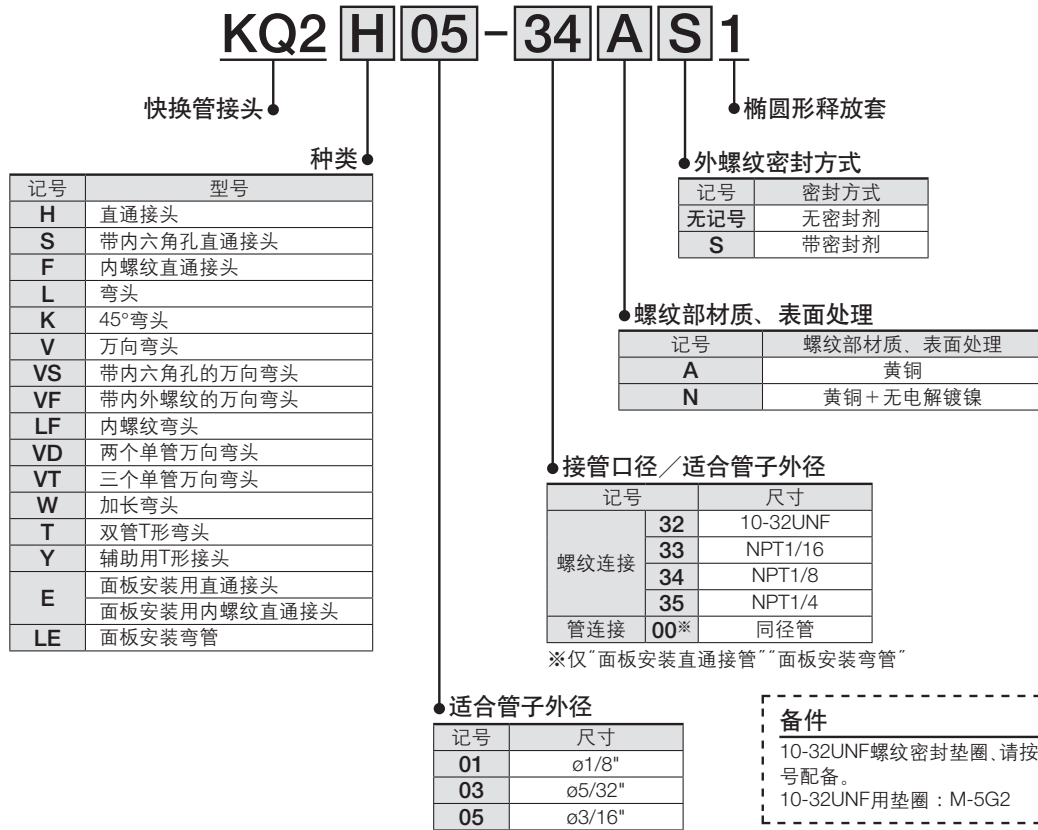 KQ2 H 05 - 34 A S 1
快换管接头
椭圆形释放套
种类
记号 型号
H 直通接头
S 带内六角孔直通接头
F 内螺纹直通接头
L 弯头
K 45°弯头
V 万向弯头
VS 带内六角孔的万向弯头
VF 带内外螺纹的万向弯头
LF 内螺纹弯头
VD 两个单管万向弯头
VT 三个单管万向弯头
W 加长弯头
T 双管T形弯头
Y 辅助用T形接头
E 面板安装用直通接头
面板安装用内螺纹直通接头
LE 面板安装弯管
外螺纹密封方式
记号 密封方式
无记号 无密封剂
S 带密封剂
螺纹部材质、表面处理
记号 螺纹部材质、表面处理
A 黄铜
N 黄铜+无电解镀镍
接管口径／适合管子外径
记号 尺寸
螺纹连接 32 10-32UNF
33 NPT1/16
34 NPT1/8
35 NPT1/4
管连接 00※ 同径管
※仅"面板安装直通接管""面板安装弯管"
适合管子外径
记号 尺寸
01 ø1/8"
03 ø5/32"
05 ø3/16"
备件
10-32UNF螺纹密封垫圈、请按
号配备。
10-32UNF用垫圈：M-5G2